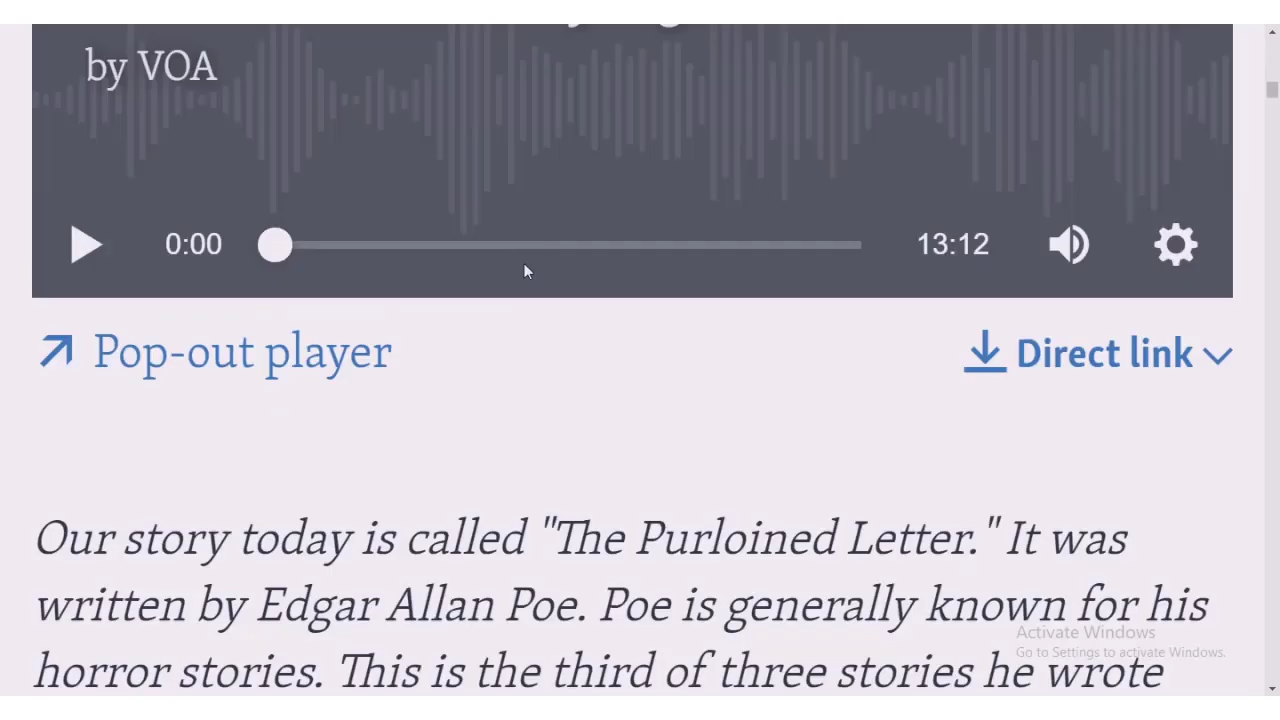 by VOA
0:00
13:12
Pop-out player
Direct link
Our story today is called "The Purloined Letter." It was
written by Edgar Allan Poe. Poe is generally known for his
horror stories. This is the third of three stories he wrote
Activate Windows
Go to Settings to activate Windows.